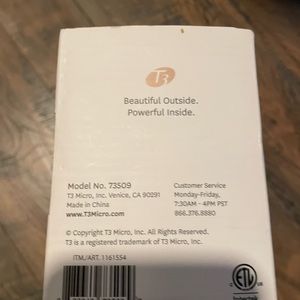 T3
Beautiful Outside.
Powerful Inside.
Model No. 73509
T3 Micro, Inc. Venice, CA 90291
Made in China
www.T3Micro.com
Customer Service
Monday-Friday,
7:30AM - 4PM PST
866.376.8880
© Copyright T3 Micro, Inc. All Rights Reserved.
T3 is a registered trademark of T3 Micro, Inc.
ITM./ART. 1161554
ETL